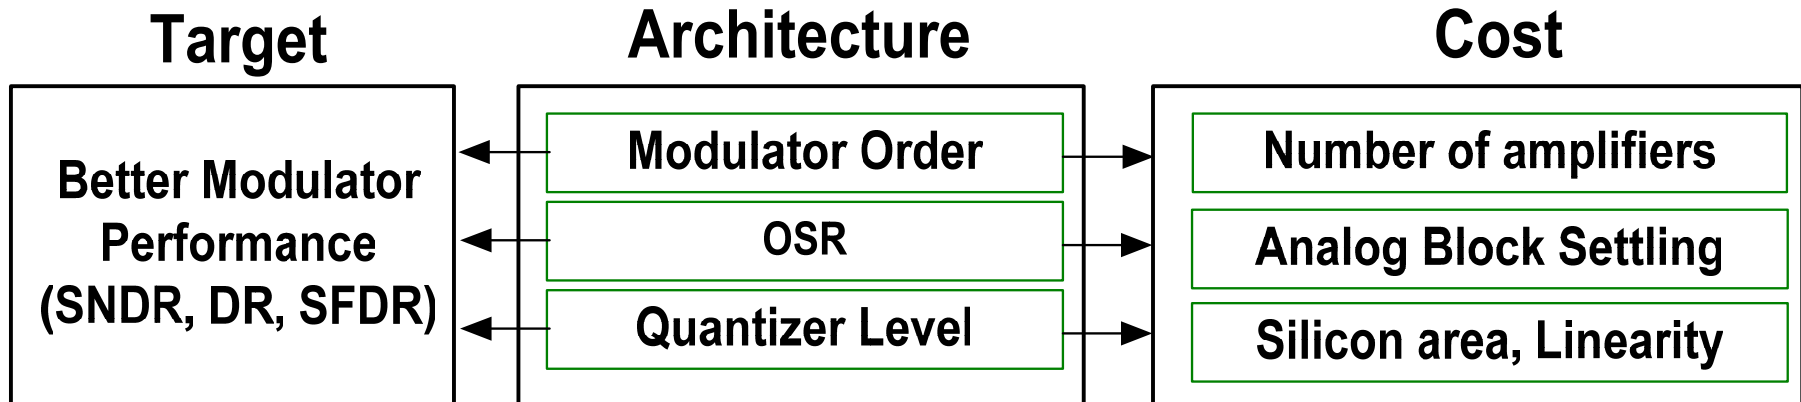 Target
Architecture
Cost
Better Modulator
Performance
(SNDR, DR, SFDR)
Modulator Order
OSR
Quantizer Level
Number of amplifiers
Analog Block Settling
Silicon area, Linearity